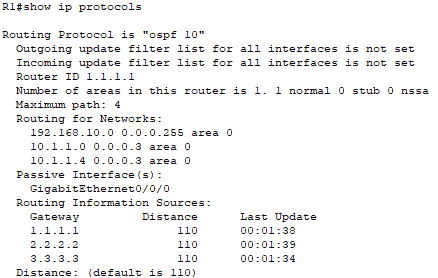 R1#show ip protocols
Routing Protocol is "ospf 10"
Outgoing update filter list for all interfaces is not set
Incoming update filter list for all interfaces is not set
Router ID 1.1.1.1
Number of areas in this router is 1. 1 normal 0 stub 0 nssa
Maximum path: 4
Routing for Networks:
192.168.10.0 0.0.0.255 area 0
10.1.1.0 0.0.0.3 area 0
10.1.1.4 0.0.0.3 area 0
Passive Interface(s):
GigabitEthernet0/0/0
Routing Information Sources:
Gateway Distance Last Update
1.1.1.1 110 00:01:38
2.2.2.2 110 00:01:39
3.3.3.3 110 00:01:34
Distance: (default is 110)